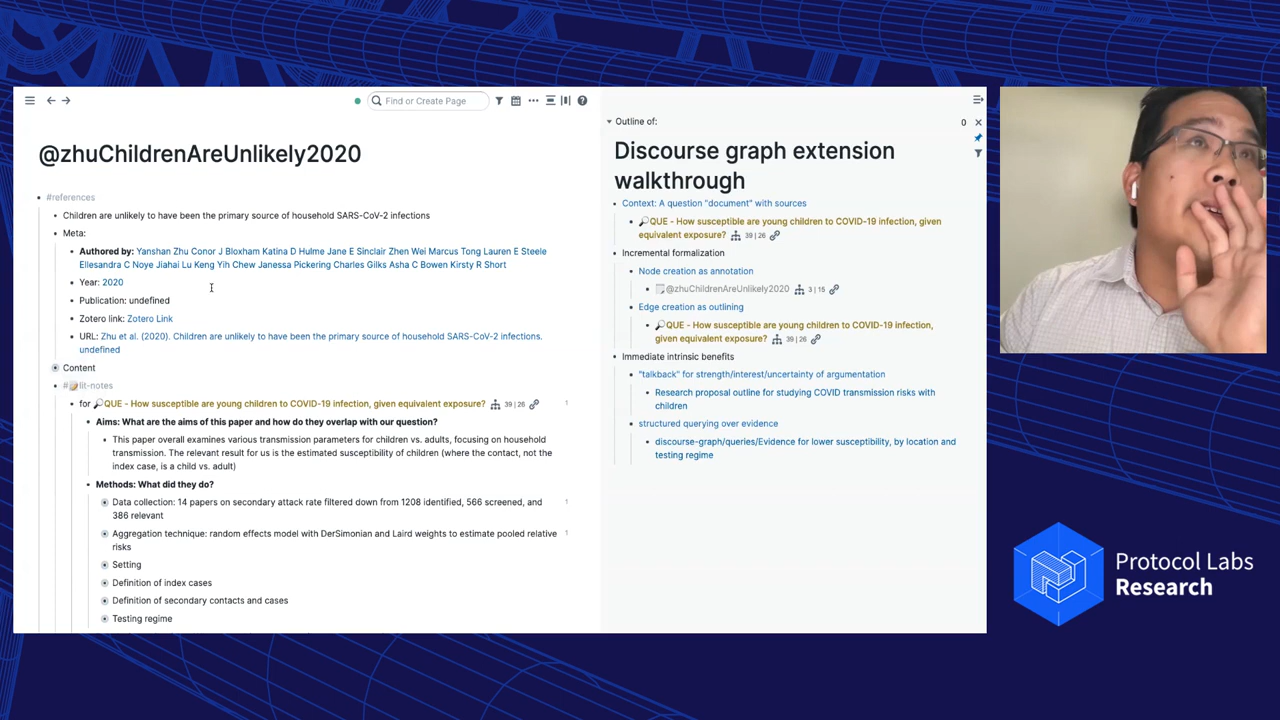 Find or Create Page
@zhuChildrenAreUnlikely2020
#references
Children are unlikely to have been the primary source of household SARS-CoV-2 infections
Meta:
Authored by: Yanshan Zhu Conor J Bloxham Katina D Hulme Jane E Sinclair Zhen Wei Marcus Tong Lauren E Steele
Ellesandra C Noye Jiahai Lu Keng Yih Chew Janessa Pickering Charles Gilks Asha C Bowen Kirsty R Short
Year: 2020
Publication: undefined
Zotero link: Zotero Link
URL: Zhu et al. (2020). Children are unlikely to have been the primary source of household SARS-CoV-2 infections.
undefined
Content
#📝lit-notes
for 🔎QUE - How susceptible are young children to COVID-19 infection, given equivalent exposure? 39 | 26 1
Aims: What are the aims of this paper and how do they overlap with our question?
This paper overall examines various transmission parameters for children vs. adults, focusing on household
transmission. The relevant result for us is the estimated susceptibility of children (where the contact, not the
index case, is a child vs. adult)
Methods: What did they do?
Data collection: 14 papers on secondary attack rate filtered down from 1208 identified, 566 screened, and 1
386 relevant
Aggregation technique: random effects model with DerSimonian and Laird weights to estimate pooled relative 1
risks
Setting
Definition of index cases
Definition of secondary contacts and cases
Testing regime
Outline of: 0
Discourse graph extension
walkthrough
Context: A question "document" with sources
🔎QUE - How susceptible are young children to COVID-19 infection, given
equivalent exposure? 39 | 26
Incremental formalization
Node creation as annotation
@zhuChildrenAreUnlikely2020 3 | 15
Edge creation as outlining
🔎QUE - How susceptible are young children to COVID-19 infection,
given equivalent exposure? 39 | 26
Immediate intrinsic benefits
"talkback" for strength/interest/uncertainty of argumentation
Research proposal outline for studying COVID transmission risks with
children
structured querying over evidence
discourse-graph/queries/Evidence for lower susceptibility, by location and
testing regime
Protocol Labs
Research